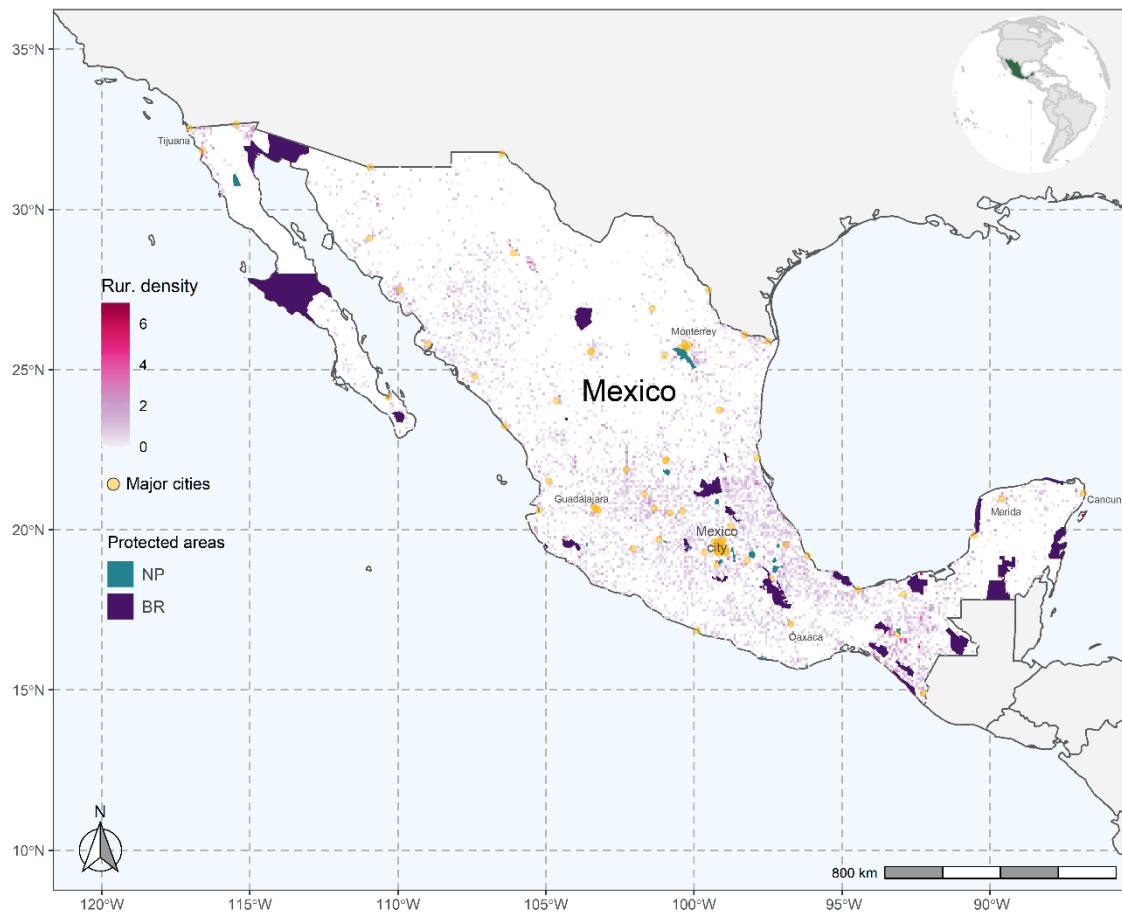 35°N
30°N
25°N
20°N
15°N
10°N
Tijuana
Rur. density
6
4
2
0
Major cities
Protected areas
NP
BR
Monterrey
Mexico
Guadalajara
Mexico
city
Merida
Cancun
Oaxaca
N
800 km
120°W
115°W
110°W
105°W
100°W
95°W
90°W